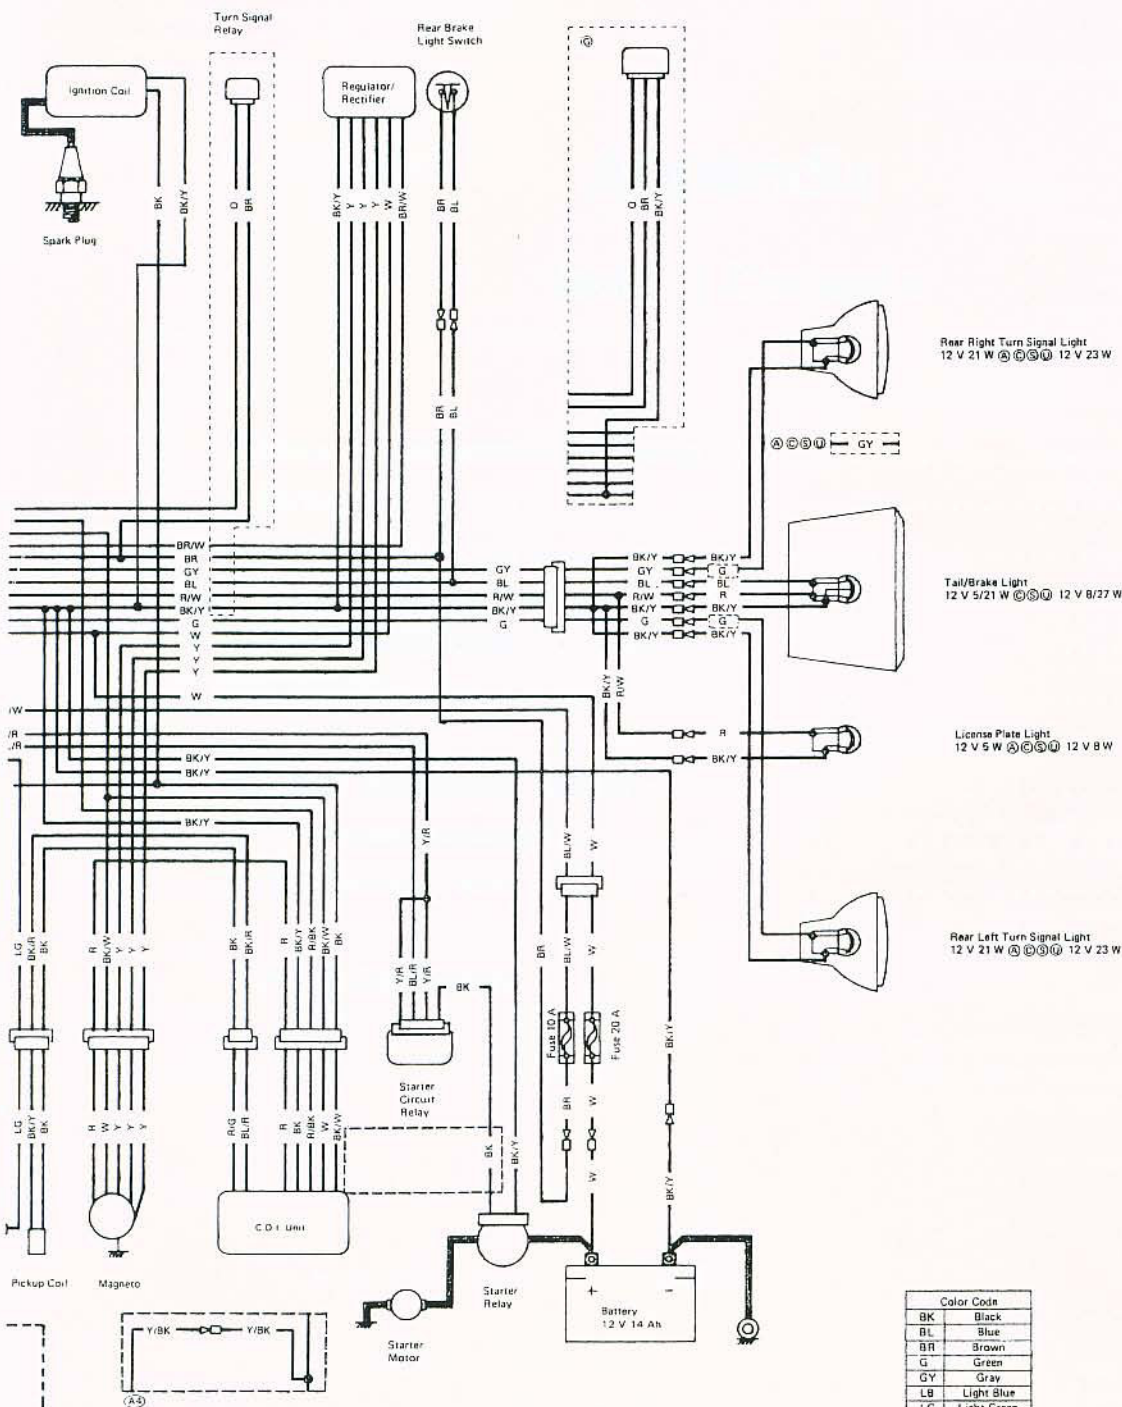 Turn Signal
Relay
Rear Brake
Light Switch
G
Ignition Coil
Regulator/
Rectifier
BK
BK/Y
O
BR
BK/Y
Y
Y
Y
W
BR/W
BR
BL
O
BR
BK/Y
Spark Plug
Rear Right Turn Signal Light
12 V 21 W A C S U 12 V 23 W
BR
BL
A C S U GY
BR/W
BR
GY
BL
R/W
BK/Y
G
W
Y
Y
Y
W
GY
BL
R/W
BK/Y
G
BK/Y
GY
BL
R/W
BK/Y
G
BK/Y
BK/Y
G
BL
R
BK/Y
G
BK/Y
Tail/Brake Light
12 V 5/21 W C S U 12 V 8/27 W
BK/Y
R/W
/W
/R
/R
R
BK/Y
License Plate Light
12 V 5 W A C S U 12 V 8 W
BK/Y
BK/Y
BK/Y
Y/R
BL/W
W
LG
BK/R
BK
R
BK/W
Y
Y
Y
BK
BK/R
R
BK/Y
R/BK
BK/W
BK
Y/R
BL/R
Y/R
BK
BR
BL/W
W
Rear Left Turn Signal Light
12 V 21 W A C S U 12 V 23 W
Fuse 10 A
Fuse 20 A
BK/Y
Starter
Circuit
Relay
LG
BK/Y
BK
R
W
Y
Y
Y
R/G
BL/R
R
BK
R/BK
W
BK/W
BK
BK/Y
BR
W
W
BK/Y
C.D.I. Unit
Pickup Coil
Magneto
Starter
Relay
+
−
Battery
12 V 14 Ah
Starter
Motor
Y/BK
Y/BK
A4
Color Code
BK Black
BL Blue
BR Brown
G Green
GY Gray
LB Light Blue
LG Light Green